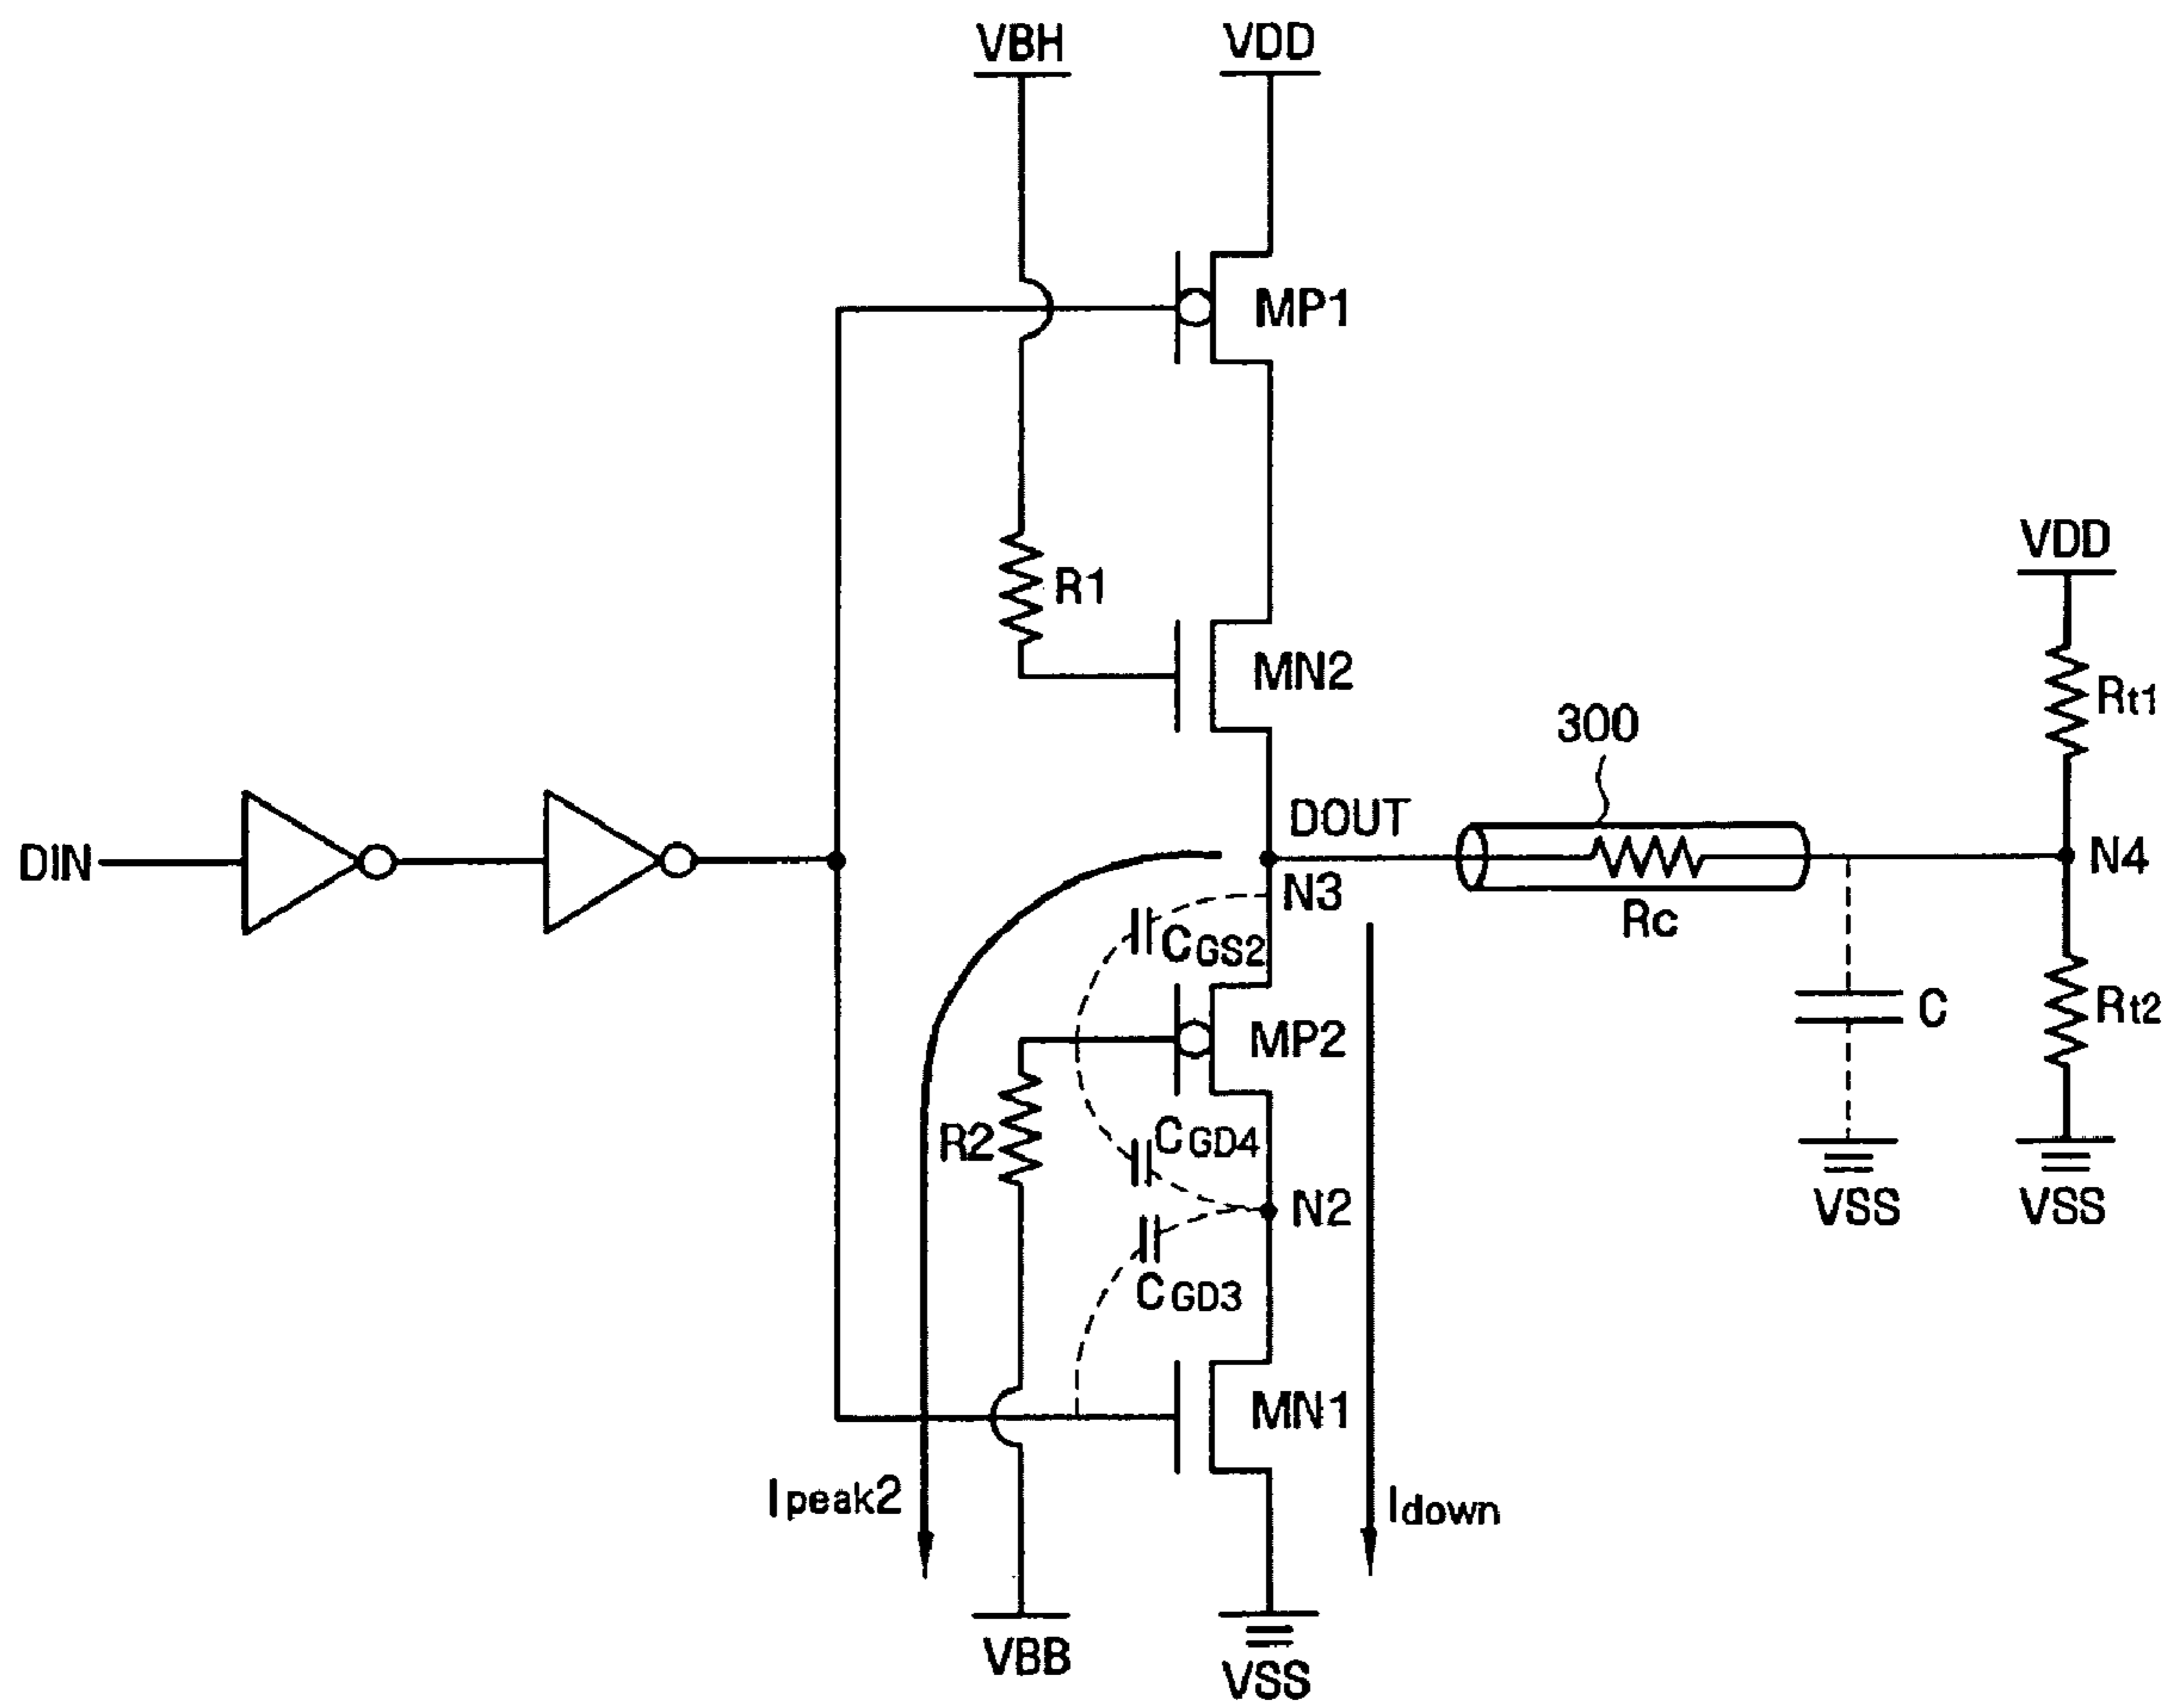 VBH
VDD
MP1
R1
MN2
VDD
Rt1
300
DIN
DOUT
N3
Rc
N4
CGS2
MP2
C
Rt2
R2
CGD4
N2
VSS
VSS
CGD3
MN1
Ipeak2
Idown
VBB
VSS